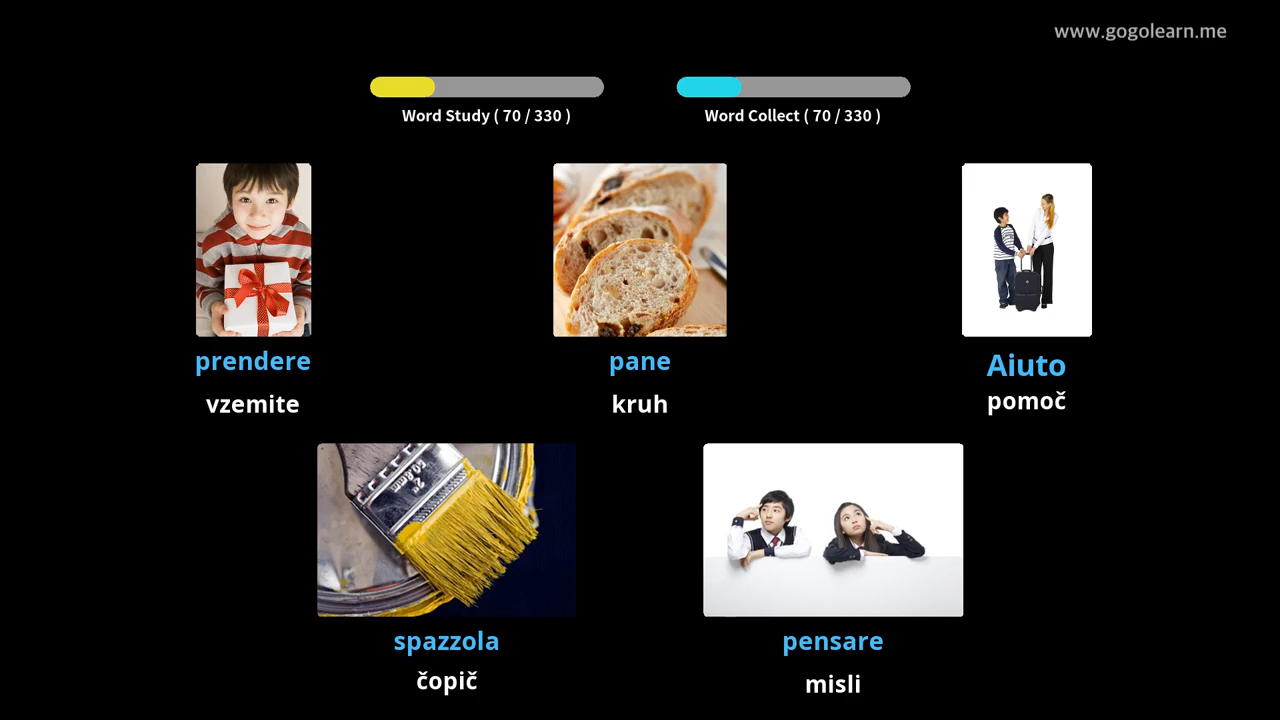 www.gogolearn.me
Word Study ( 70 / 330 )
Word Collect ( 70 / 330 )
prendere
vzemite
pane
kruh
Aiuto
pomoč
spazzola
čopič
pensare
misli